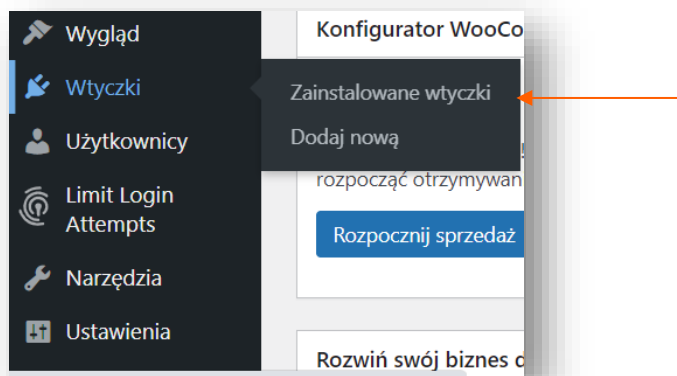 Wygląd
Wtyczki
Użytkownicy
Limit Login
Attempts
Narzędzia
Ustawienia
Zainstalowane wtyczki
Dodaj nową
Konfigurator WooCo
rozpocząć otrzymywan
Rozpocznij sprzedaż
Rozwiń swój biznes d